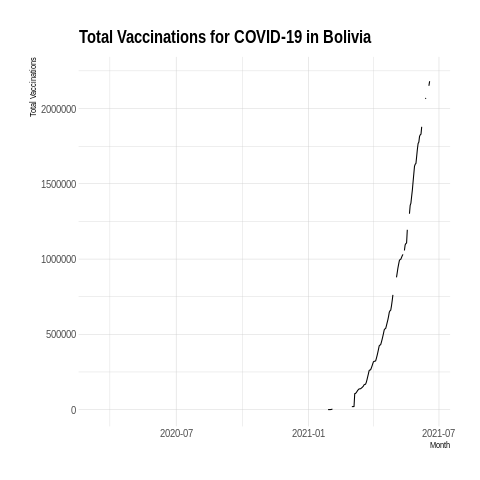 Total Vaccinations for COVID-19 in Bolivia
Total Vaccinations
2000000
1500000
1000000
500000
0
2020-07
2021-01
2021-07
Month